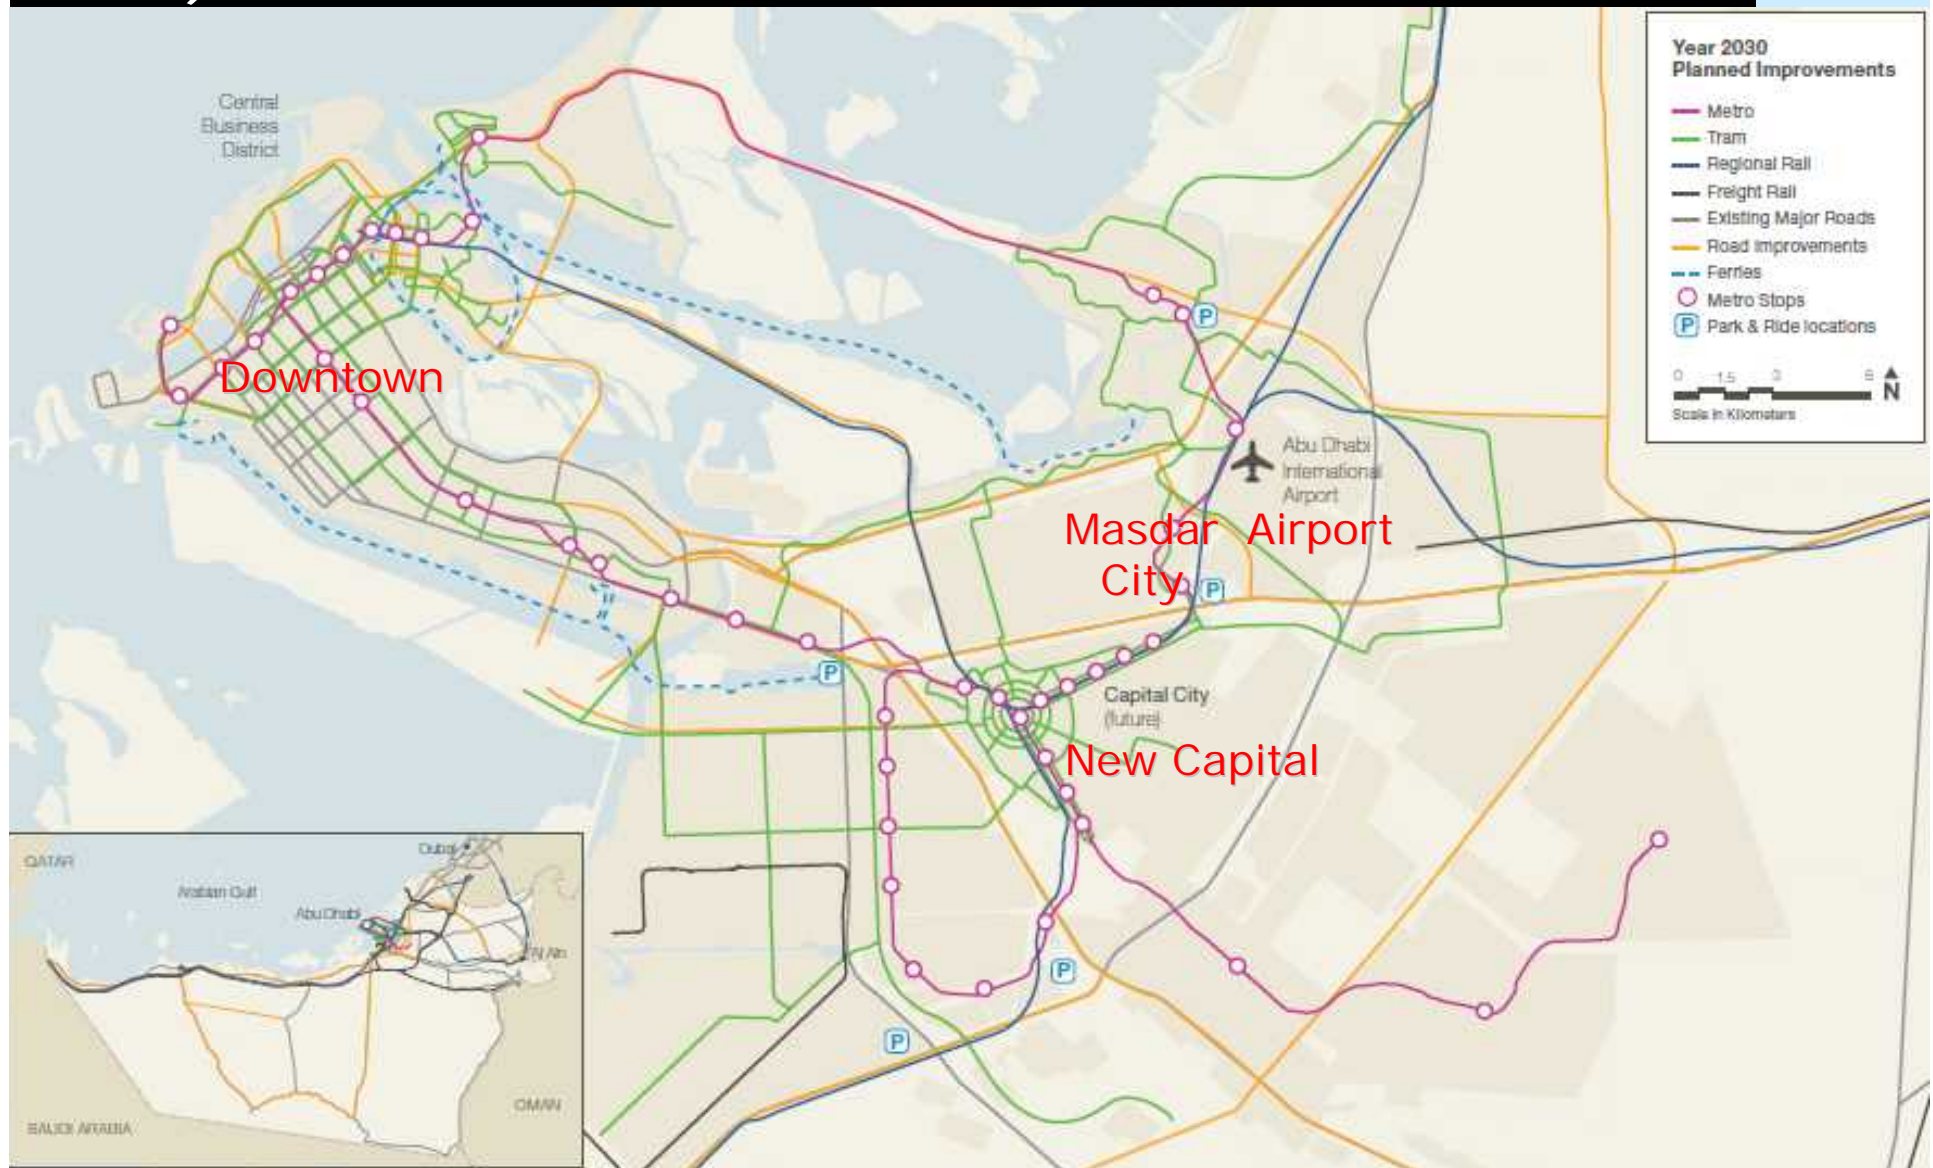 Central
Business
District
Downtown
Abu Dhabi
International
Airport
Masdar Airport
City
Capital City
(future)
New Capital
P
P
P
P
P
Year 2030
Planned Improvements
Metro
Tram
Regional Rail
Freight Rail
Existing Major Roads
Road Improvements
Ferries
Metro Stops
P Park & Ride locations
0 1.5 3 6 N
Scale in Kilometers
QATAR
Dubai
Arabian Gulf
Abu Dhabi
Al Ain
OMAN
SAUDI ARABIA